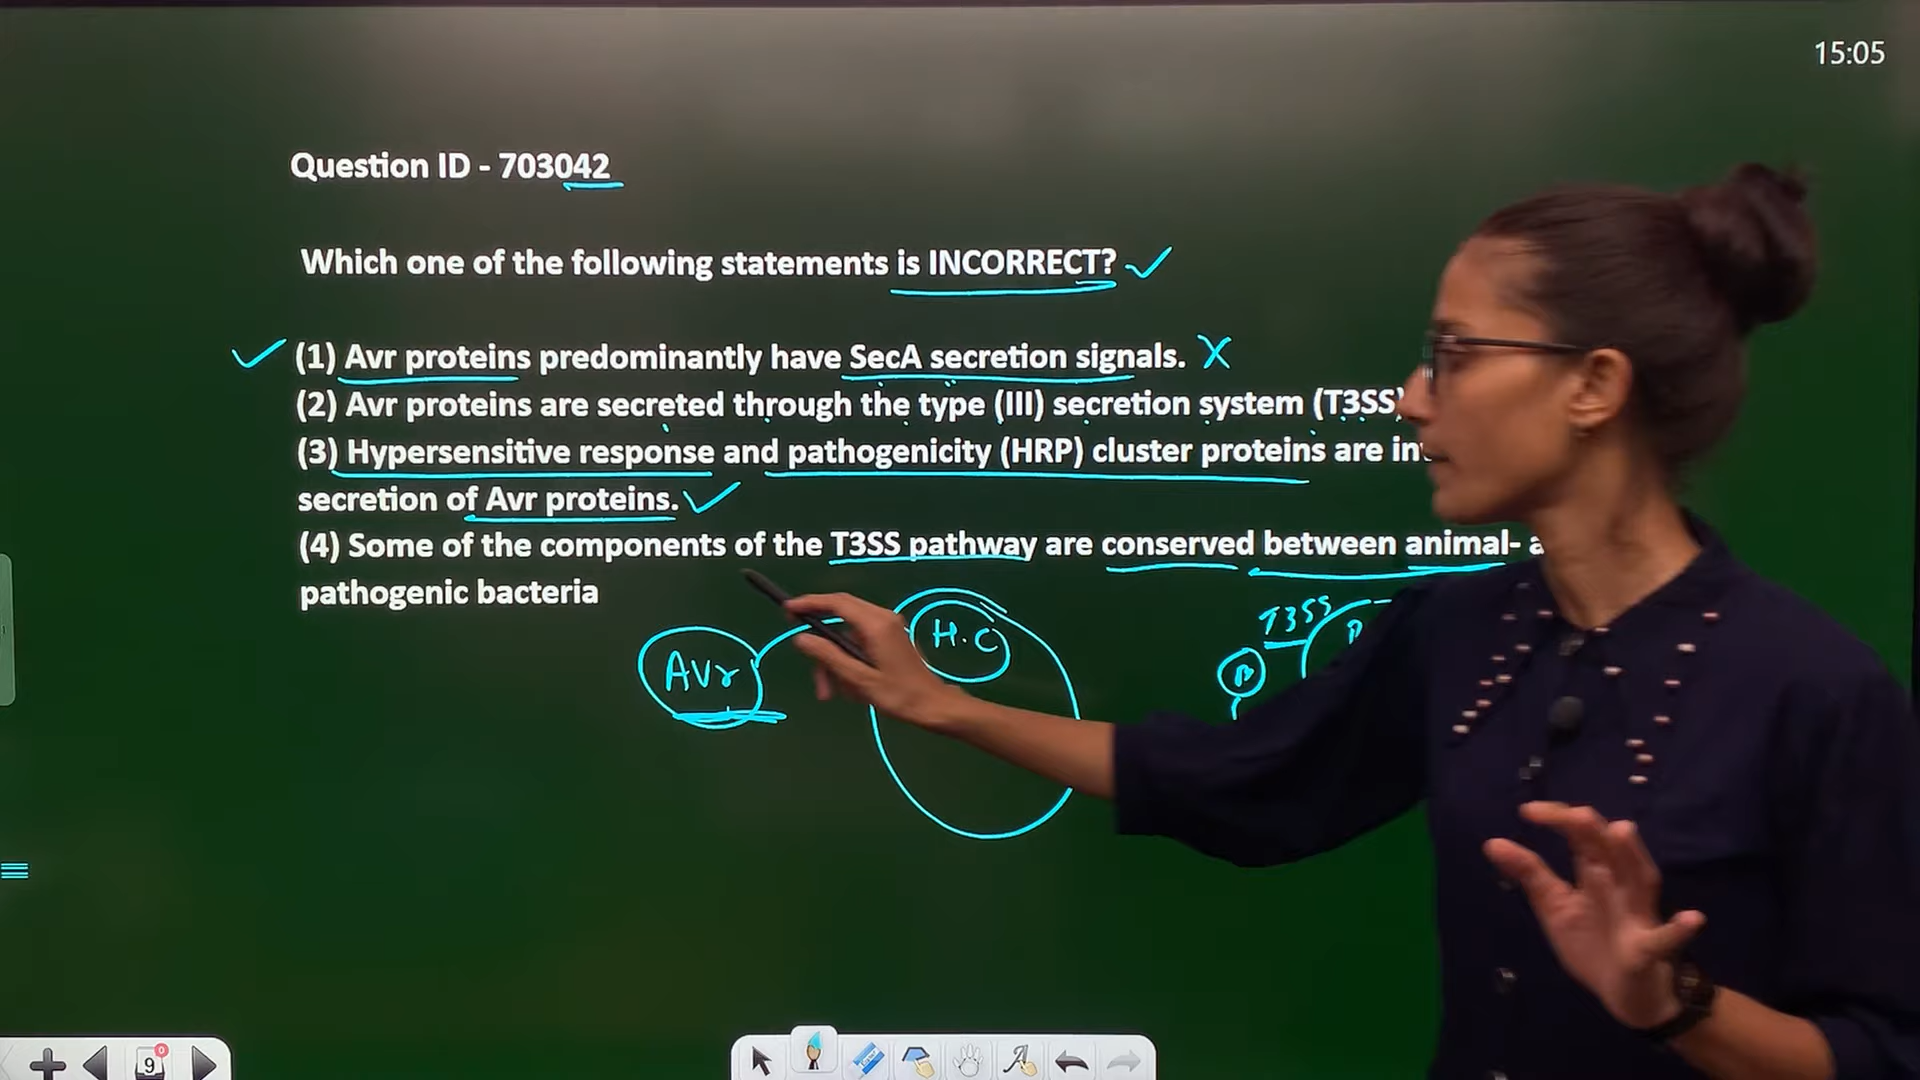 15:05
Question ID - 703042
Which one of the following statements is INCORRECT?
(1) Avr proteins predominantly have SecA secretion signals. X
(2) Avr proteins are secreted through the type (III) secretion system (T3SS)
(3) Hypersensitive response and pathogenicity (HRP) cluster proteins are in
secretion of Avr proteins.
(4) Some of the components of the T3SS pathway are conserved between animal-
pathogenic bacteria
AVr
H.C
T3SS
B
9
0